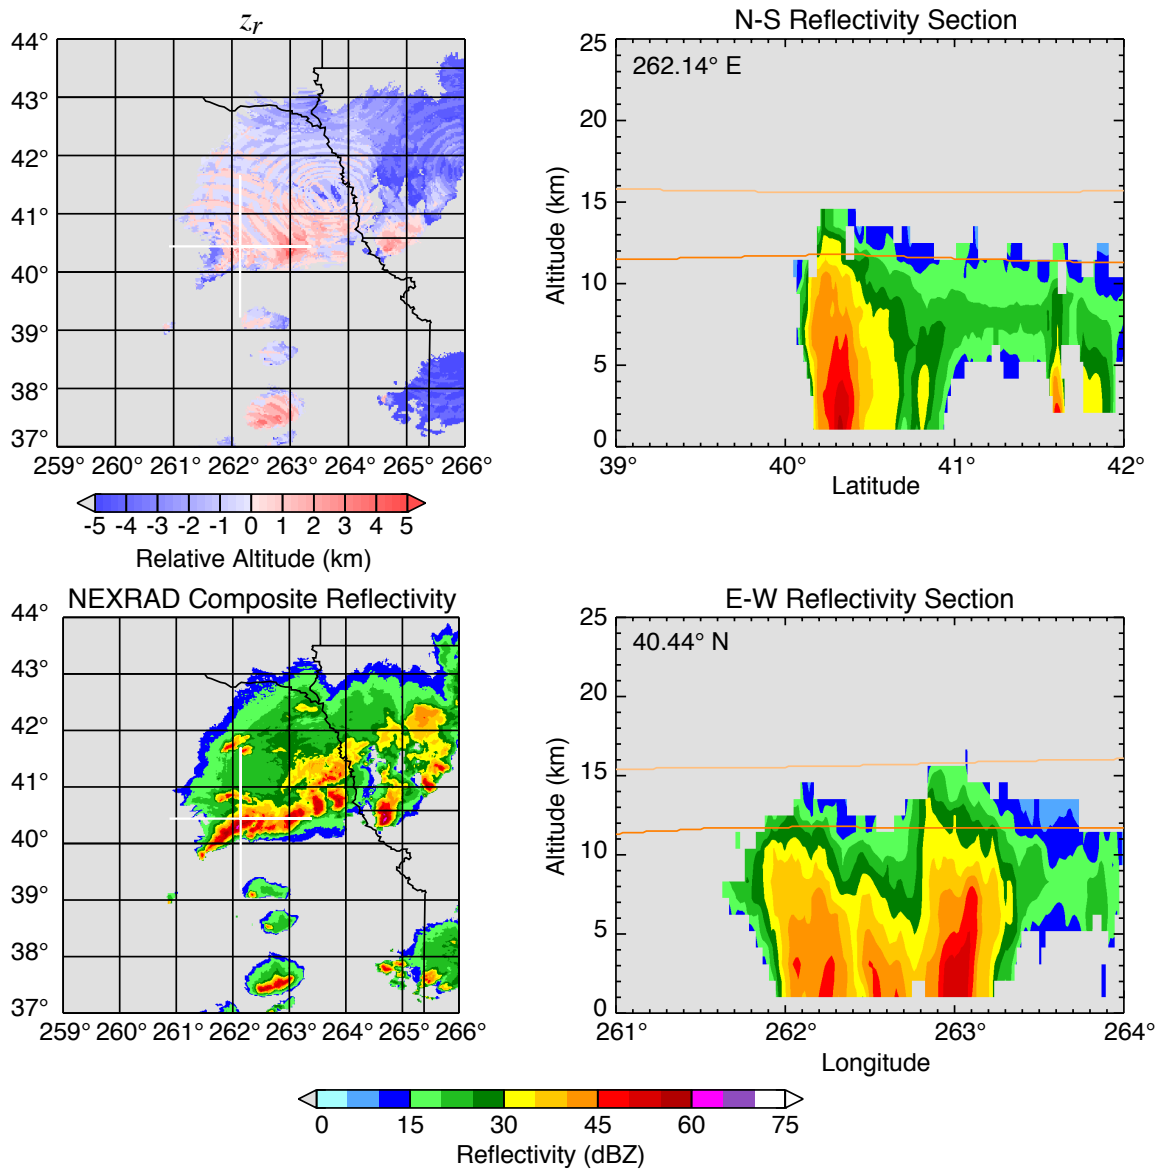 z_r
44°
43°
42°
41°
40°
39°
38°
37°
259° 260° 261° 262° 263° 264° 265° 266°
-5 -4 -3 -2 -1 0 1 2 3 4 5
Relative Altitude (km)
N-S Reflectivity Section
262.14° E
25
20
15
10
5
0
Altitude (km)
39° 40° 41° 42°
Latitude
NEXRAD Composite Reflectivity
44°
43°
42°
41°
40°
39°
38°
37°
259° 260° 261° 262° 263° 264° 265° 266°
E-W Reflectivity Section
40.44° N
25
20
15
10
5
0
Altitude (km)
261° 262° 263° 264°
Longitude
0 15 30 45 60 75
Reflectivity (dBZ)